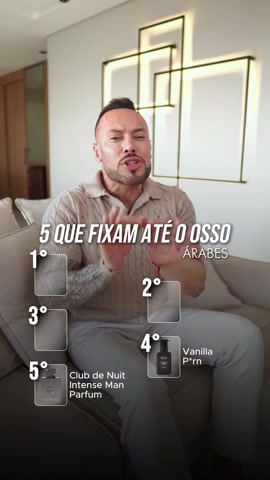 5 QUE FIXAM ATÉ O OSSO
ÁRABES
1°
2°
3°
4°
Vanilla
P*rn
5°
Club de Nuit
Intense Man
Parfum